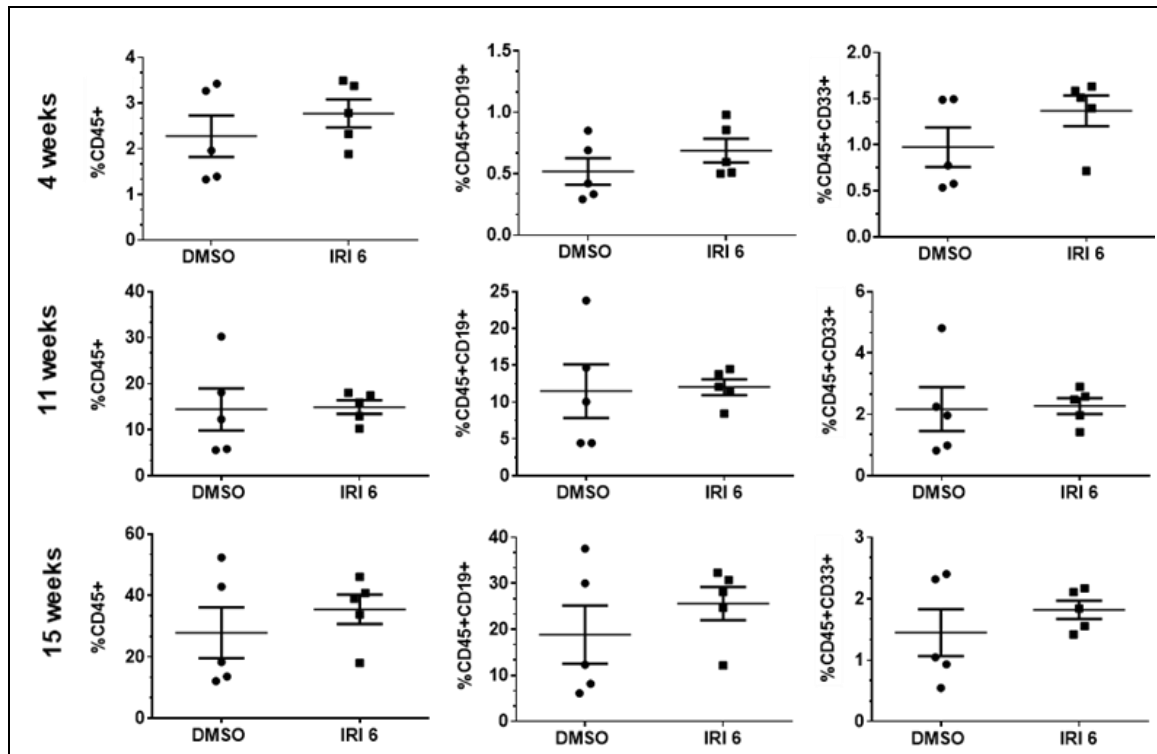 4 weeks
%CD45+
4
3
2
1
0
DMSO IRI 6
%CD45+CD19+
1.5
1.0
0.5
0.0
DMSO IRI 6
%CD45+CD33+
2.0
1.5
1.0
0.5
0.0
DMSO IRI 6
11 weeks
%CD45+
40
30
20
10
0
DMSO IRI 6
%CD45+CD19+
25
20
15
10
5
0
DMSO IRI 6
%CD45+CD33+
6
4
2
0
DMSO IRI 6
15 weeks
%CD45+
60
40
20
0
DMSO IRI 6
%CD45+CD19+
40
30
20
10
0
DMSO IRI 6
%CD45+CD33+
3
2
1
0
DMSO IRI 6